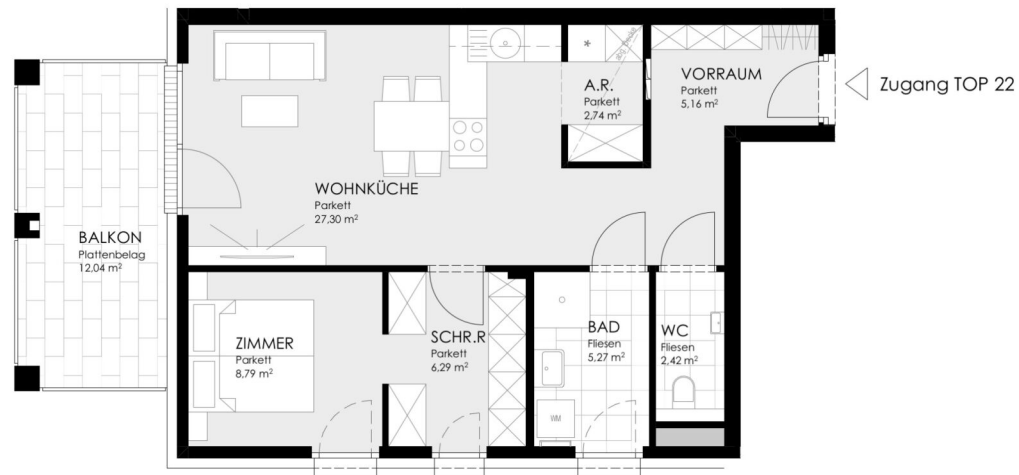 abg. Decke
VORRAUM
Parkett
5,16 m²
Zugang TOP 22
A.R.
Parkett
2,74 m²
WOHNKÜCHE
Parkett
27,30 m²
BALKON
Plattenbelag
12,04 m²
ZIMMER
Parkett
8,79 m²
SCHR.R
Parkett
6,29 m²
BAD
Fliesen
5,27 m²
WC
Fliesen
2,42 m²
WM